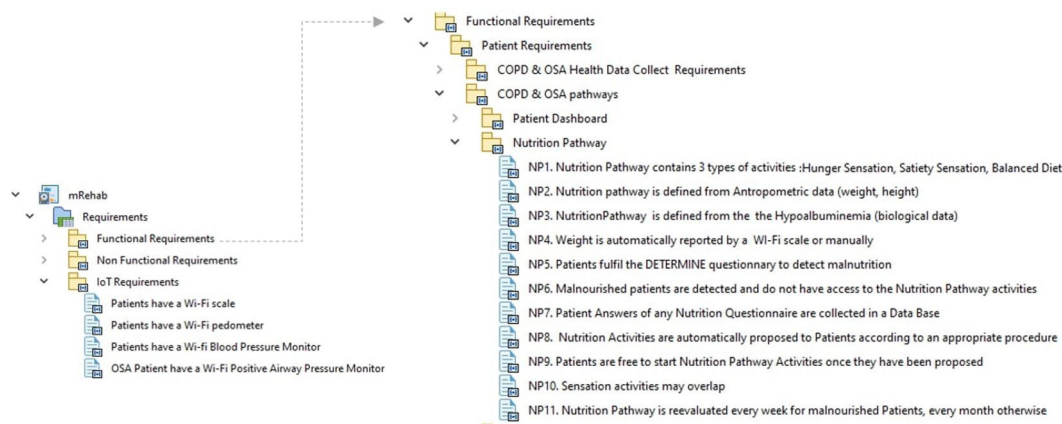 mRehab
Requirements
Functional Requirements
Non Functional Requirements
IoT Requirements
Patients have a Wi-Fi scale
Patients have a Wi-Fi pedometer
Patients have a Wi-fi Blood Pressure Monitor
OSA Patient have a Wi-Fi Positive Airway Pressure Monitor
Functional Requirements
Patient Requirements
COPD & OSA Health Data Collect Requirements
COPD & OSA pathways
Patient Dashboard
Nutrition Pathway
NP1. Nutrition Pathway contains 3 types of activities :Hunger Sensation, Satiety Sensation, Balanced Diet
NP2. Nutrition pathway is defined from Antropometric data (weight, height)
NP3. NutritionPathway is defined from the the Hypoalbuminemia (biological data)
NP4. Weight is automatically reported by a WI-Fi scale or manually
NP5. Patients fulfil the DETERMINE questionnary to detect malnutrition
NP6. Malnourished patients are detected and do not have access to the Nutrition Pathway activities
NP7. Patient Answers of any Nutrition Questionnaire are collected in a Data Base
NP8. Nutrition Activities are automatically proposed to Patients according to an appropriate procedure
NP9. Patients are free to start Nutrition Pathway Activities once they have been proposed
NP10. Sensation activities may overlap
NP11. Nutrition Pathway is reevaluated every week for malnourished Patients, every month otherwise